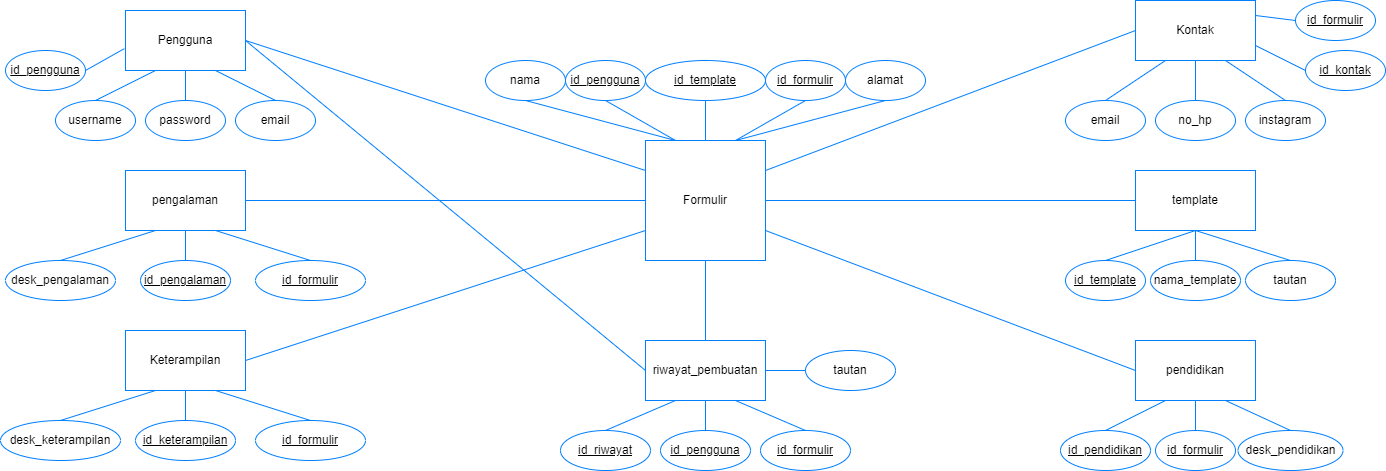 Pengguna
id_pengguna
username
password
email
nama
id_pengguna
id_template
id_formulir
alamat
Formulir
Kontak
id_formulir
id_kontak
email
no_hp
instagram
pengalaman
desk_pengalaman
id_pengalaman
id_formulir
template
id_template
nama_template
tautan
Keterampilan
desk_keterampilan
id_keterampilan
id_formulir
riwayat_pembuatan
tautan
id_riwayat
id_pengguna
id_formulir
pendidikan
id_pendidikan
id_formulir
desk_pendidikan